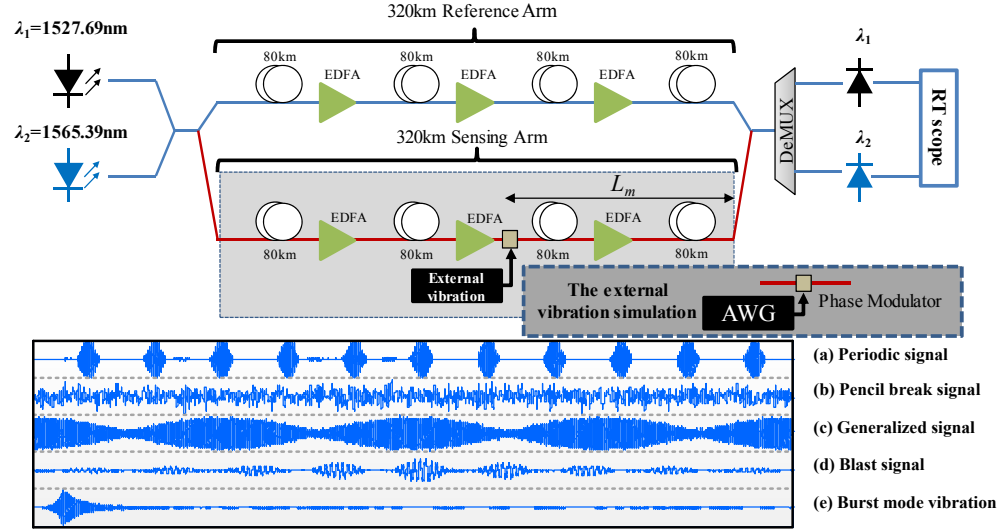 320km Reference Arm
λ1=1527.69nm
80km
80km
80km
80km
EDFA
EDFA
EDFA
λ1
λ2=1565.39nm
320km Sensing Arm
DeMUX
RT scope
λ2
Lm
EDFA
EDFA
EDFA
80km
80km
80km
80km
External
vibration
The external
vibration simulation
AWG
Phase Modulator
(a) Periodic signal
(b) Pencil break signal
(c) Generalized signal
(d) Blast signal
(e) Burst mode vibration